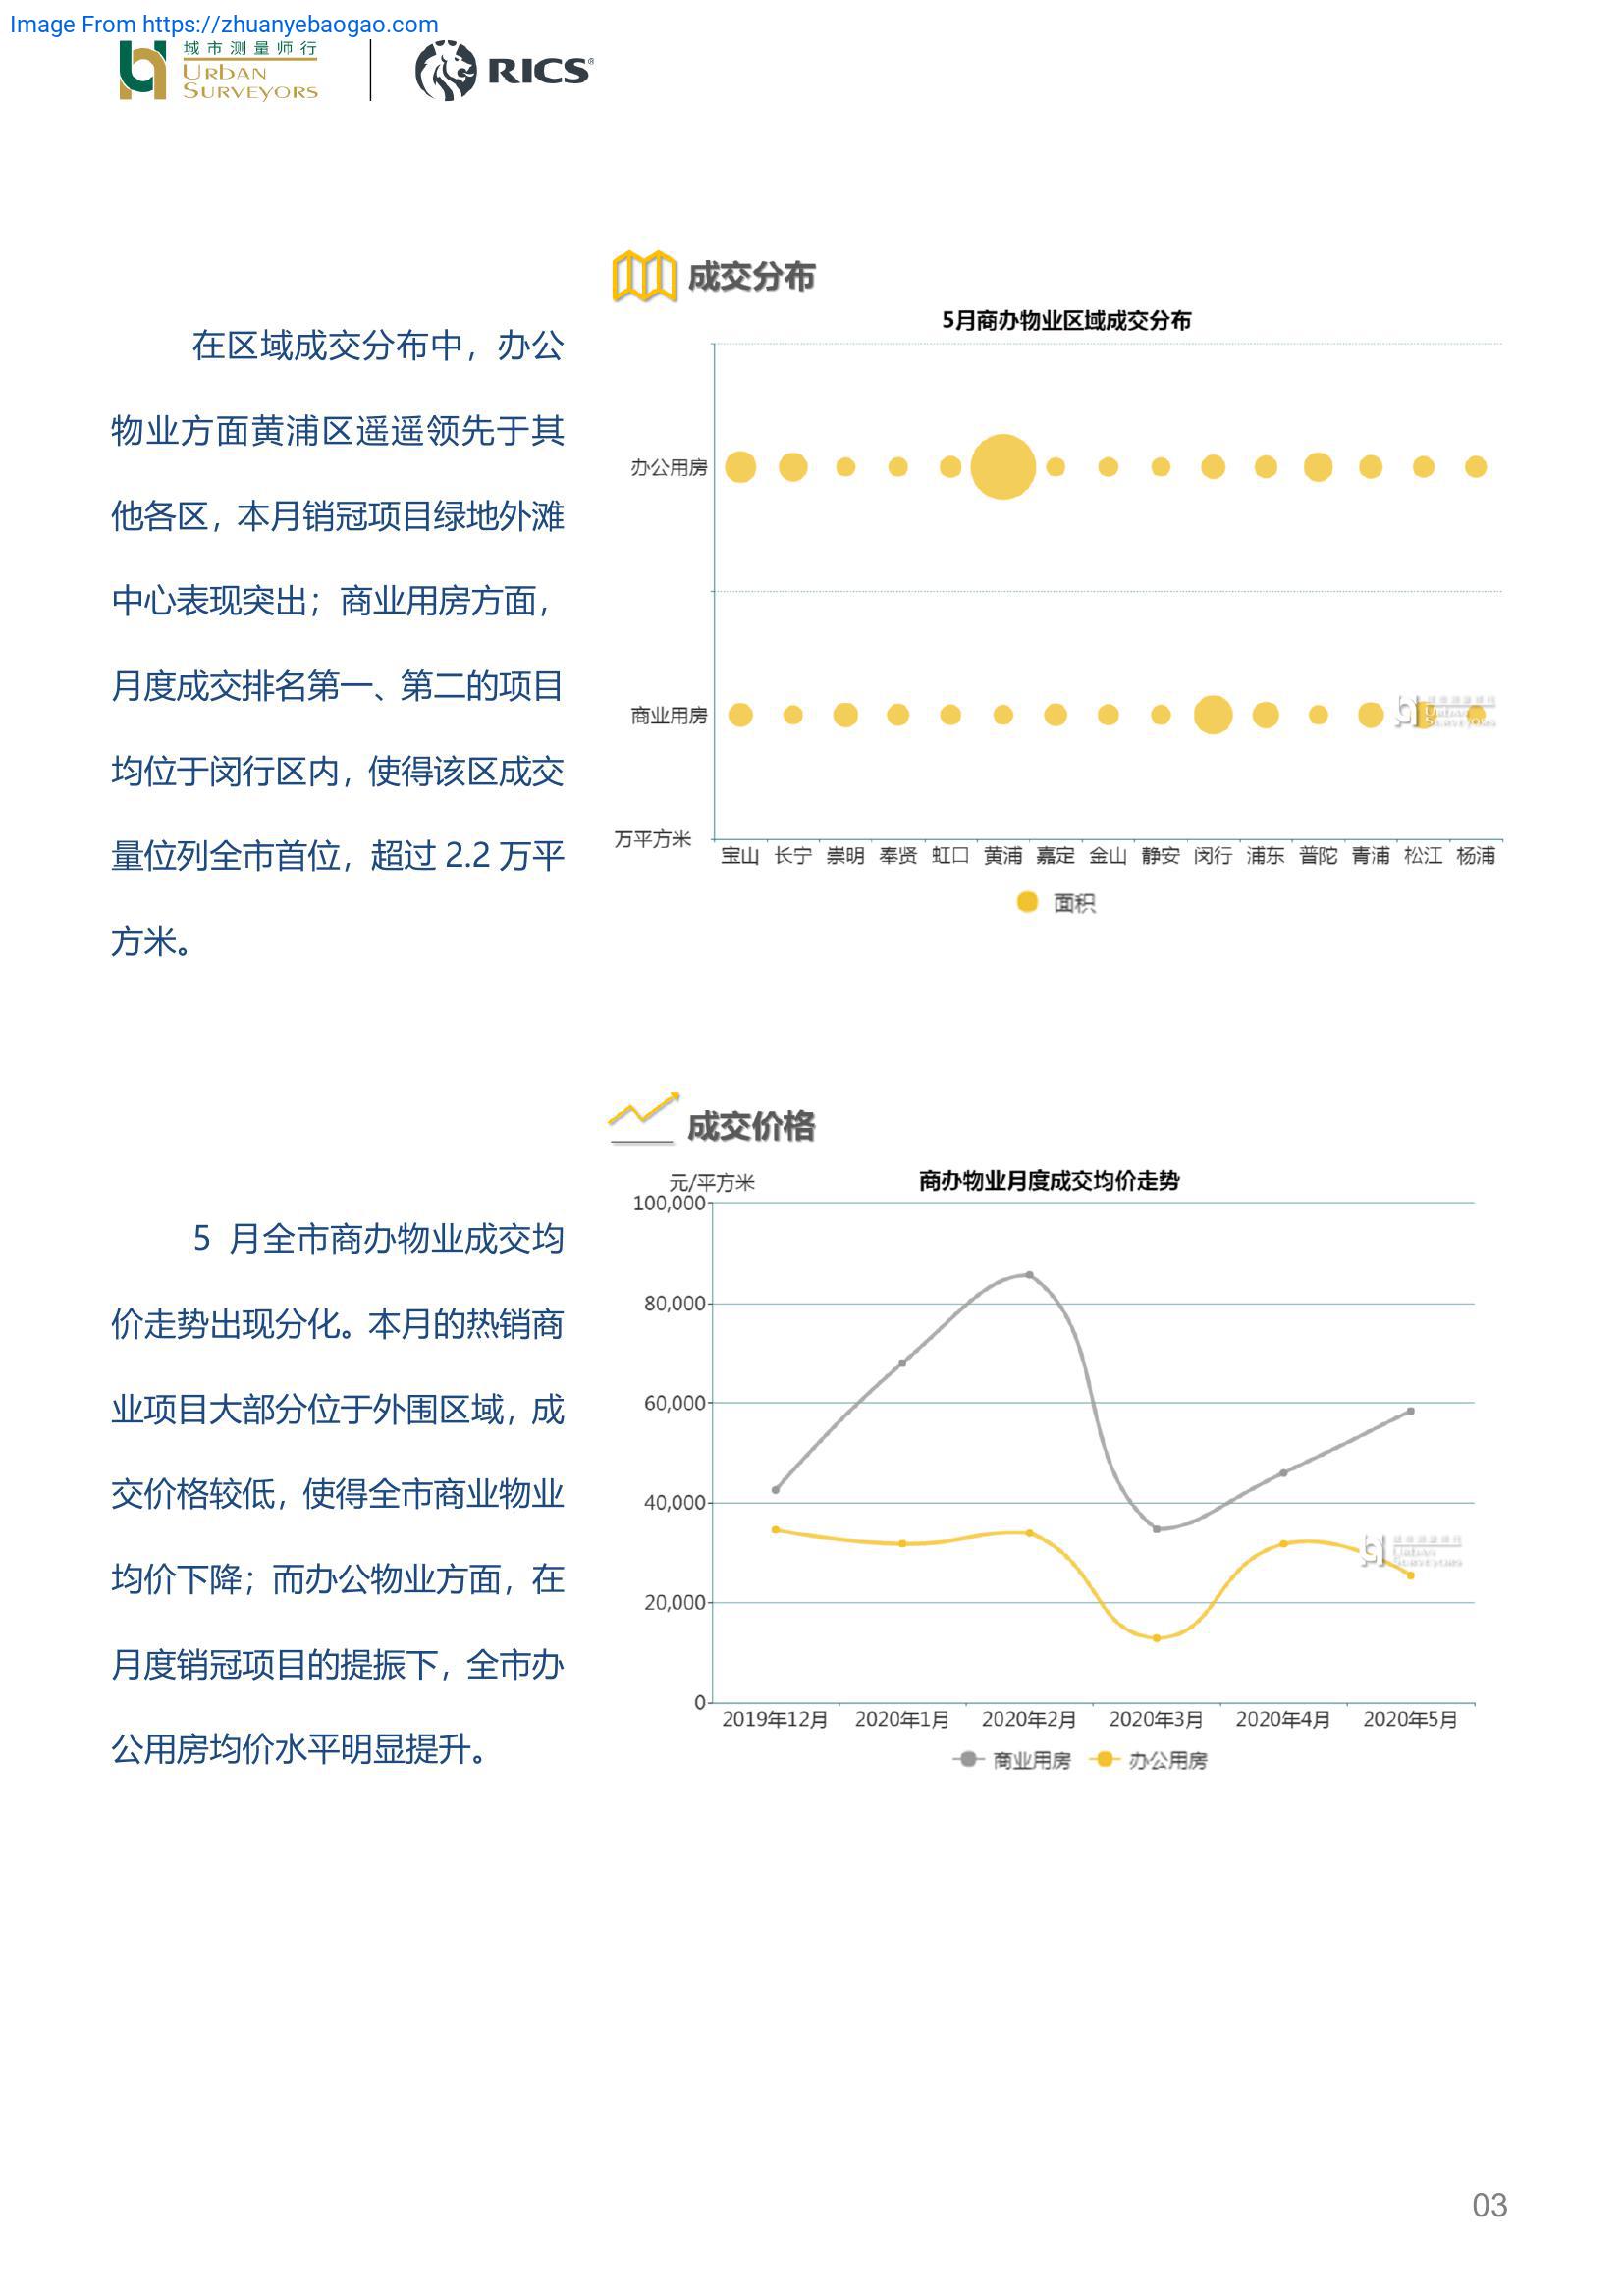 Image From https://zhuanyebaogao.com
城市测量师行
URBAN
SURVEYORS
RICS®
成交分布
在区域成交分布中，办公
物业方面黄浦区遥遥领先于其
他各区，本月销冠项目绿地外滩
中心表现突出；商业用房方面，
月度成交排名第一、第二的项目
均位于闵行区内，使得该区成交
量位列全市首位，超过 2.2 万平
方米。
5月商办物业区域成交分布
办公用房
商业用房
城市测量师行
URBAN
SURVEYORS
万平方米
宝山 长宁 崇明 奉贤 虹口 黄浦 嘉定 金山 静安 闵行 浦东 普陀 青浦 松江 杨浦
面积
成交价格
5 月全市商办物业成交均
价走势出现分化。本月的热销商
业项目大部分位于外围区域，成
交价格较低，使得全市商业物业
均价下降；而办公物业方面，在
月度销冠项目的提振下，全市办
公用房均价水平明显提升。
商办物业月度成交均价走势
元/平方米
100,000
80,000
60,000
40,000
20,000
0
城市测量师行
URBAN
SURVEYORS
2019年12月 2020年1月 2020年2月 2020年3月 2020年4月 2020年5月
商业用房 办公用房
03